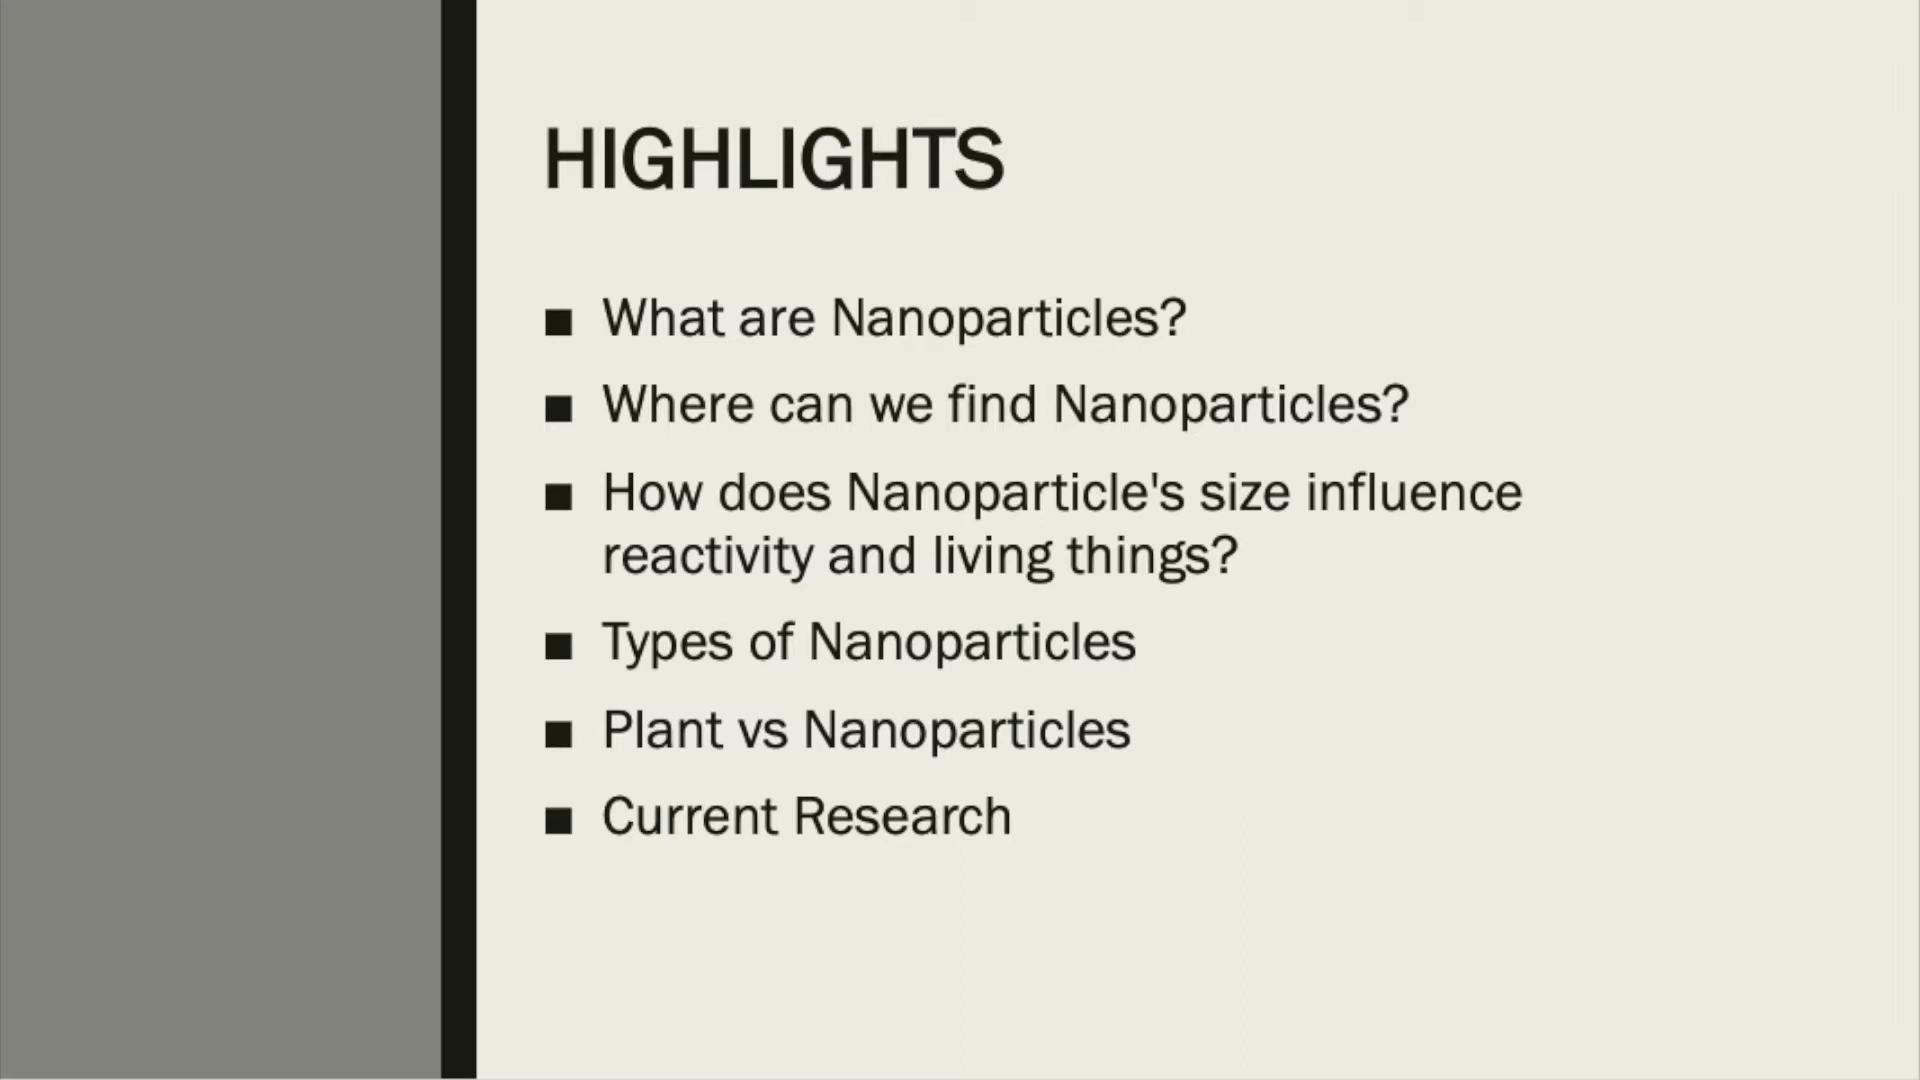 HIGHLIGHTS
■ What are Nanoparticles?
■ Where can we find Nanoparticles?
■ How does Nanoparticle's size influence
reactivity and living things?
■ Types of Nanoparticles
■ Plant vs Nanoparticles
■ Current Research